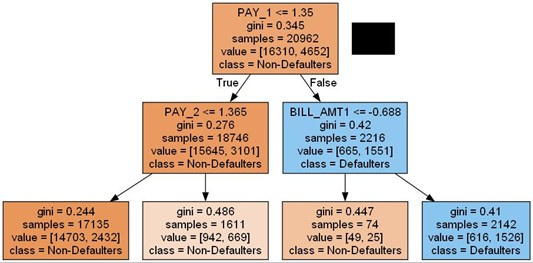 PAY_1 <= 1.35
gini = 0.345
samples = 20962
value = [16310, 4652]
class = Non-Defaulters
True
False
PAY_2 <= 1.365
gini = 0.276
samples = 18746
value = [15645, 3101]
class = Non-Defaulters
BILL_AMT1 <= -0.688
gini = 0.42
samples = 2216
value = [665, 1551]
class = Defaulters
gini = 0.244
samples = 17135
value = [14703, 2432]
class = Non-Defaulters
gini = 0.486
samples = 1611
value = [942, 669]
class = Non-Defaulters
gini = 0.447
samples = 74
value = [49, 25]
class = Non-Defaulters
gini = 0.41
samples = 2142
value = [616, 1526]
class = Defaulters